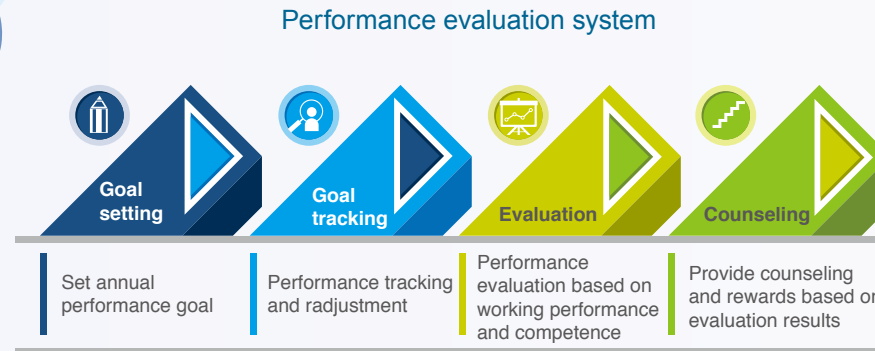 Performance evaluation system
Goal
setting
Goal
tracking
Evaluation
Counseling
Set annual
performance goal
Performance tracking
and radjustment
Performance
evaluation based on
working performance
and competence
Provide counseling
and rewards based on
evaluation results